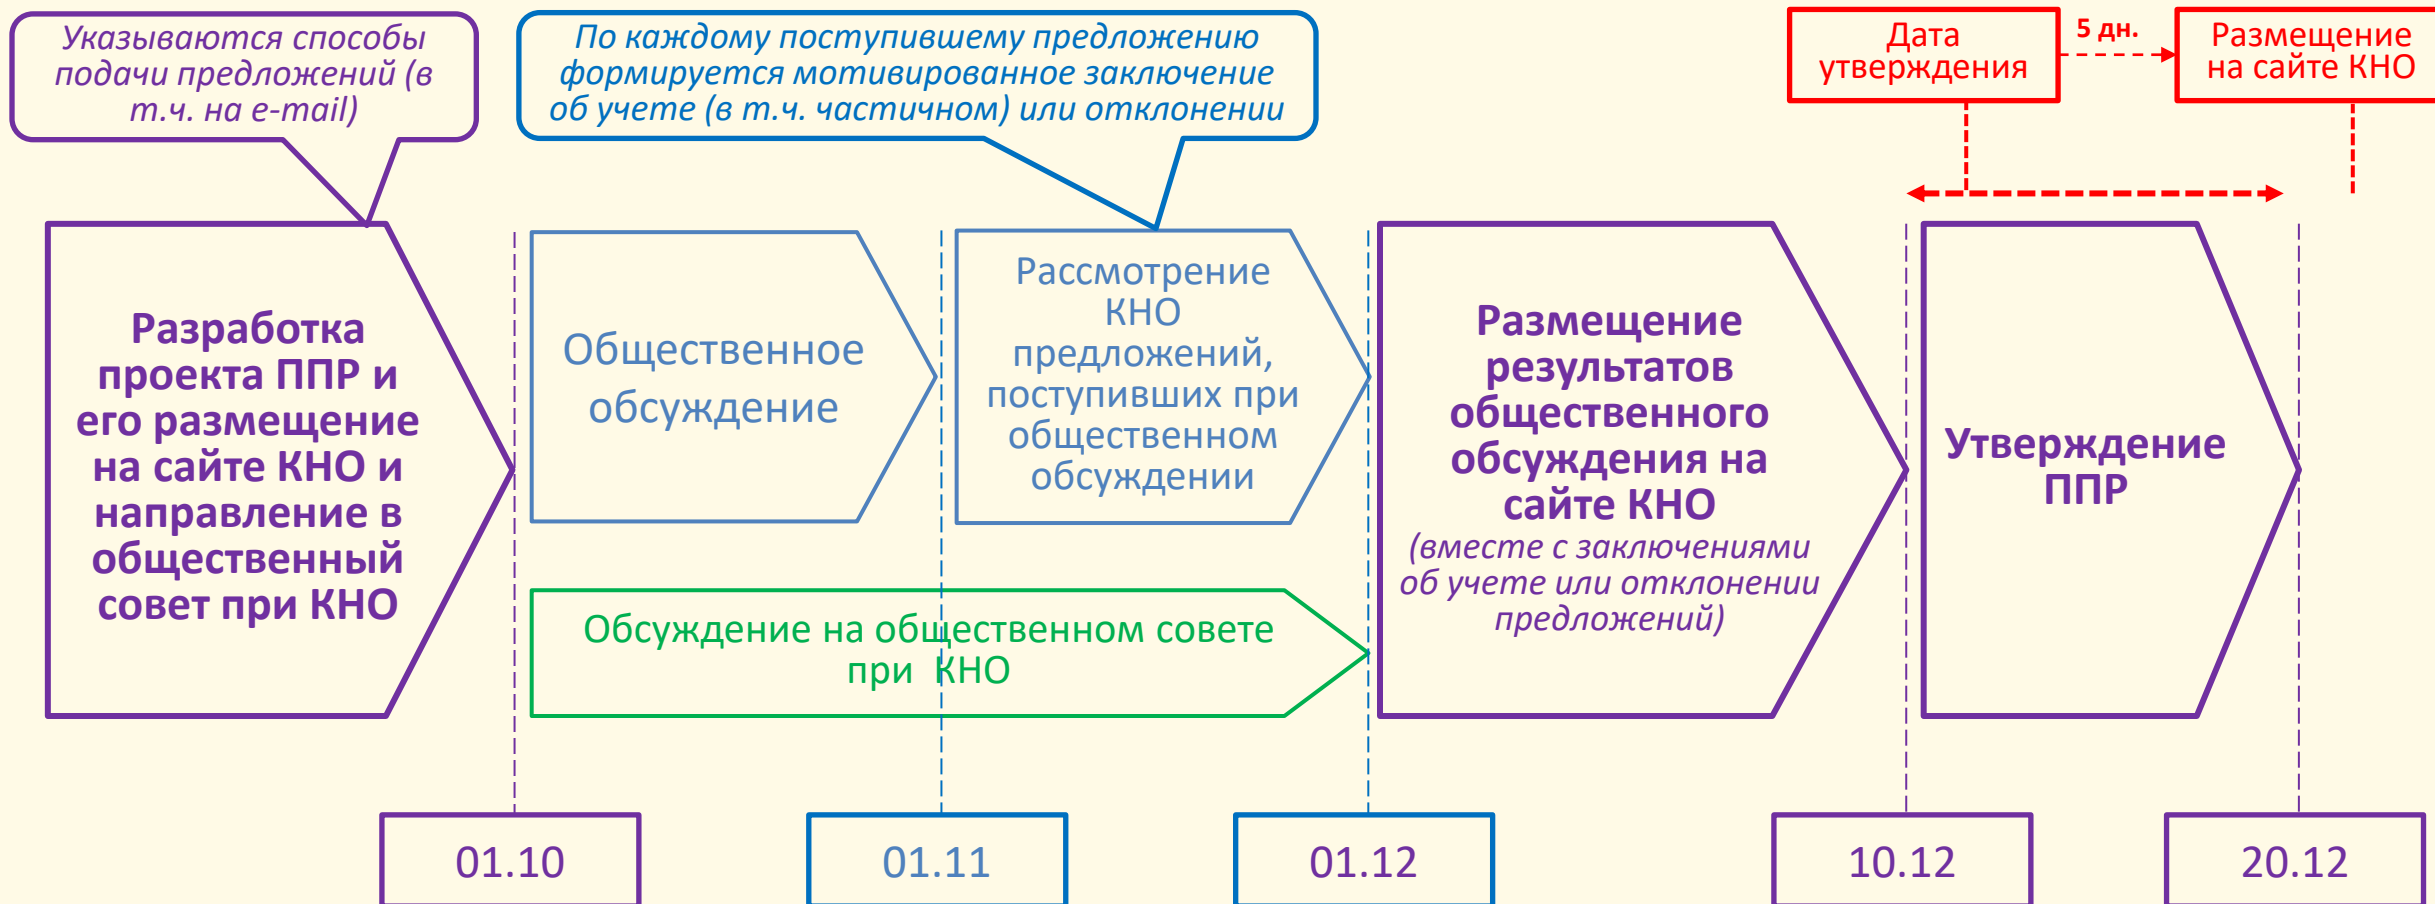 Указываются способы
подачи предложений (в
т.ч. на e-mail)
По каждому поступившему предложению
формируется мотивированное заключение
об учете (в т.ч. частичном) или отклонении
Дата
утверждения
5 дн.
Размещение
на сайте КНО
Разработка
проекта ППР и
его размещение
на сайте КНО и
направление в
общественный
совет при КНО
Общественное
обсуждение
Рассмотрение
КНО
предложений,
поступивших при
общественном
обсуждении
Обсуждение на общественном совете
при  КНО
Размещение
результатов
общественного
обсуждения на
сайте КНО
(вместе с заключениями
об учете или отклонении
предложений)
Утверждение
ППР
01.10
01.11
01.12
10.12
20.12